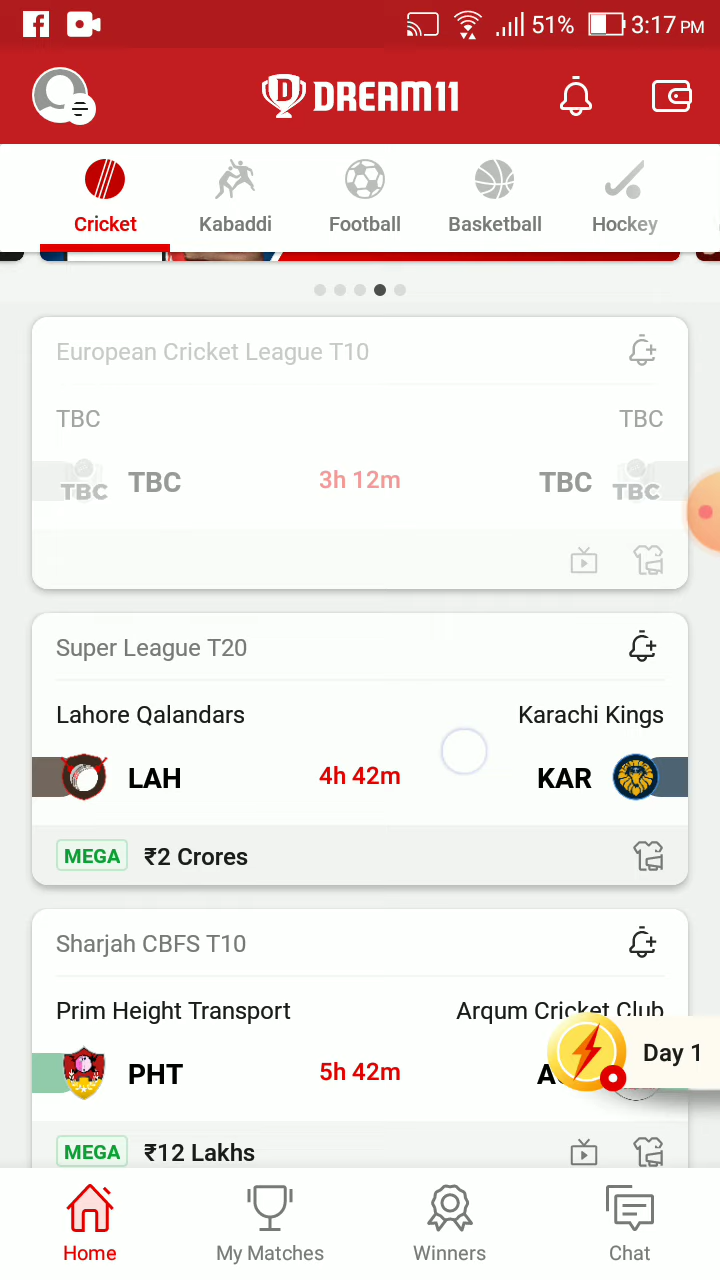 51% 3:17 PM
DREAM11
Cricket Kabaddi Football Basketball Hockey
European Cricket League T10
TBC TBC
TBC TBC 3h 12m TBC TBC
Super League T20
Lahore Qalandars Karachi Kings
LAH 4h 42m KAR
MEGA ₹2 Crores
Sharjah CBFS T10
Prim Height Transport Arqum Cricket Club
PHT 5h 42m
Day 1
MEGA ₹12 Lakhs
Home My Matches Winners Chat